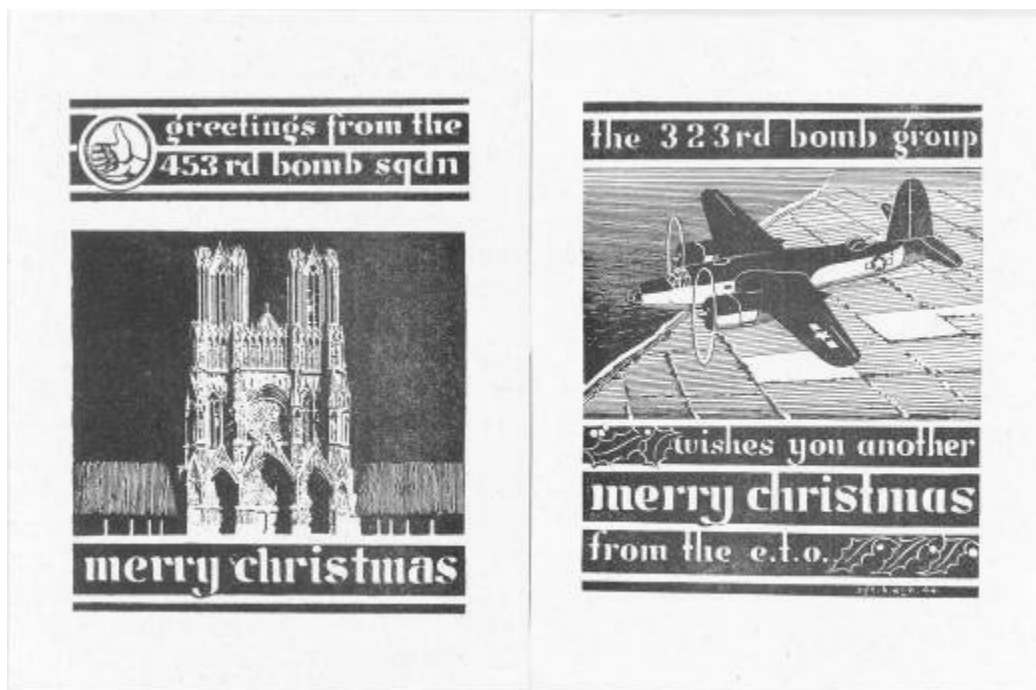 greetings from the
453rd bomb sqdn
merry christmas
the 323rd bomb group
wishes you another
merry christmas
from the e.t.o.